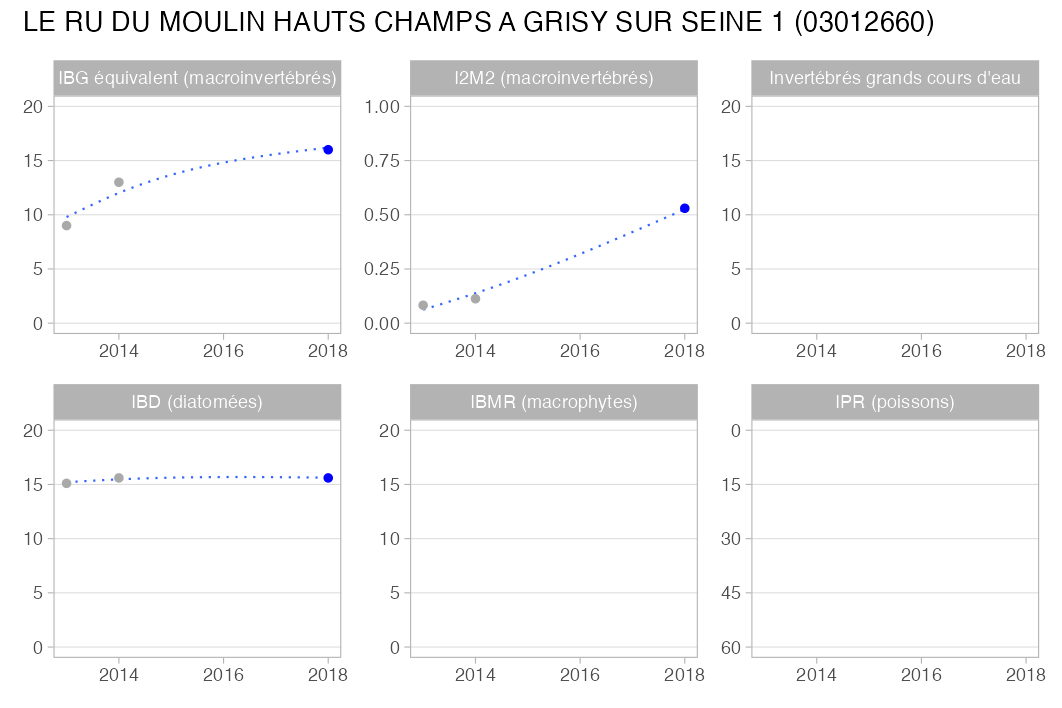 LE RU DU MOULIN HAUTS CHAMPS A GRISY SUR SEINE 1 (03012660)
IBG équivalent (macroinvertébrés)
20
15
10
5
0
2014 2016 2018
I2M2 (macroinvertébrés)
1.00
0.75
0.50
0.25
0.00
2014 2016 2018
Invertébrés grands cours d'eau
20
15
10
5
0
2014 2016 2018
IBD (diatomées)
20
15
10
5
0
2014 2016 2018
IBMR (macrophytes)
20
15
10
5
0
2014 2016 2018
IPR (poissons)
0
15
30
45
60
2014 2016 2018